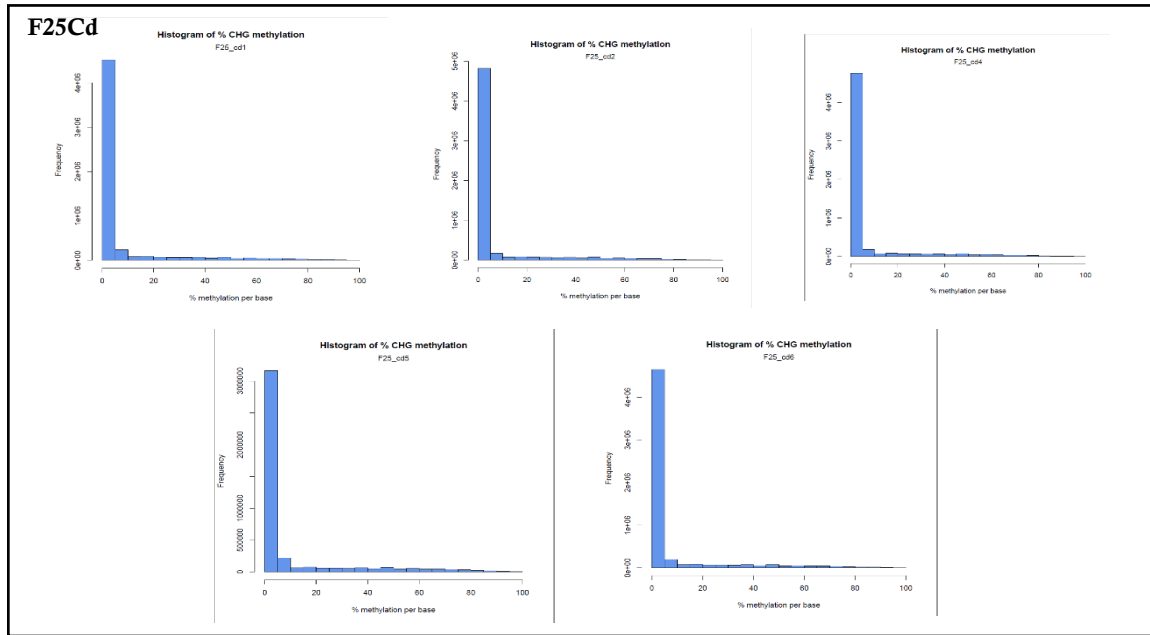 F25Cd
Histogram of % CHG methylation
F25_cd1
Frequency
0e+00
1e+06
2e+06
3e+06
4e+06
0
20
40
60
80
100
% methylation per base
Histogram of % CHG methylation
F25_cd2
Frequency
0e+00
1e+06
2e+06
3e+06
4e+06
5e+06
0
20
40
60
80
100
% methylation per base
Histogram of % CHG methylation
F25_cd4
Frequency
0e+00
1e+06
2e+06
3e+06
4e+06
0
20
40
60
80
100
% methylation per base
Histogram of % CHG methylation
F25_cd5
Frequency
0
500000
1000000
2000000
3000000
0
20
40
60
80
100
% methylation per base
Histogram of % CHG methylation
F25_cd6
Frequency
0e+00
1e+06
2e+06
3e+06
4e+06
0
20
40
60
80
100
% methylation per base